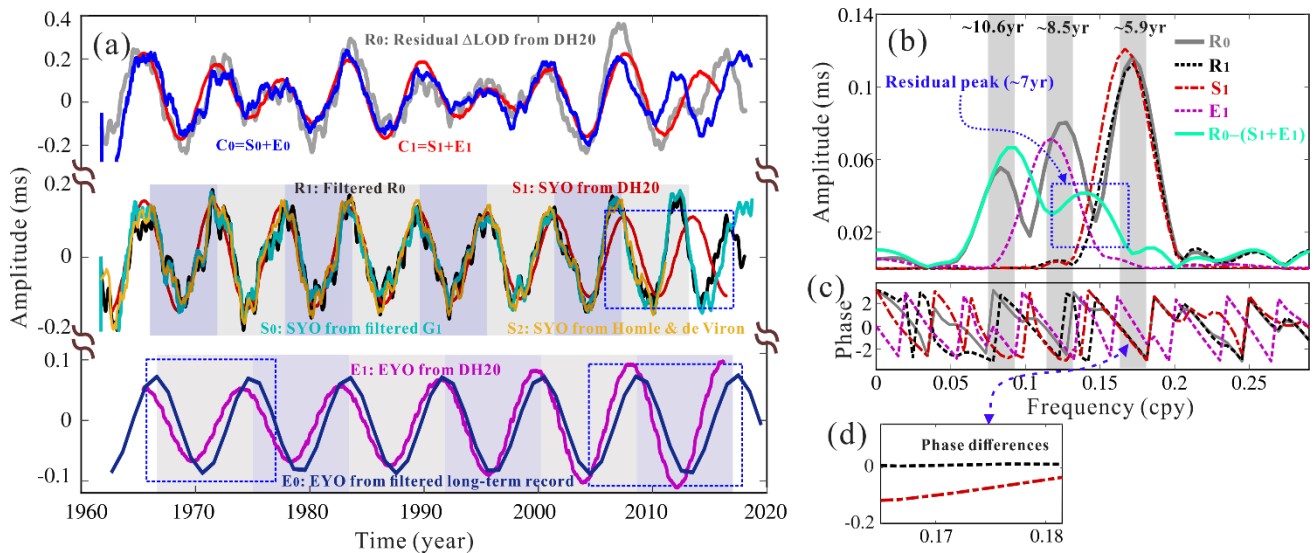 (a)
R₀: Residual ΔLOD from DH20
C₀=S₀+E₀
C₁=S₁+E₁
0.4
0.2
0
-0.2
R₁: Filtered R₀
S₁: SYO from DH20
S₀: SYO from filtered G₁
S₂: SYO from Homle & de Viron
0.2
0
-0.2
E₁: EYO from DH20
E₀: EYO from filtered long-term record
0.1
0
-0.1
Amplitude (ms)
1960
1970
1980
1990
2000
2010
2020
Time (year)
(b)
~10.6yr
~8.5yr
~5.9yr
Residual peak (~7yr)
R₀
R₁
S₁
E₁
R₀-(S₁+E₁)
0.14
0.1
0.06
0.02
Amplitude (ms)
(c)
Phase
2
0
-2
0
0.05
0.1
0.15
0.2
0.25
Frequency (cpy)
(d)
Phase differences
0
-0.2
0.17
0.18